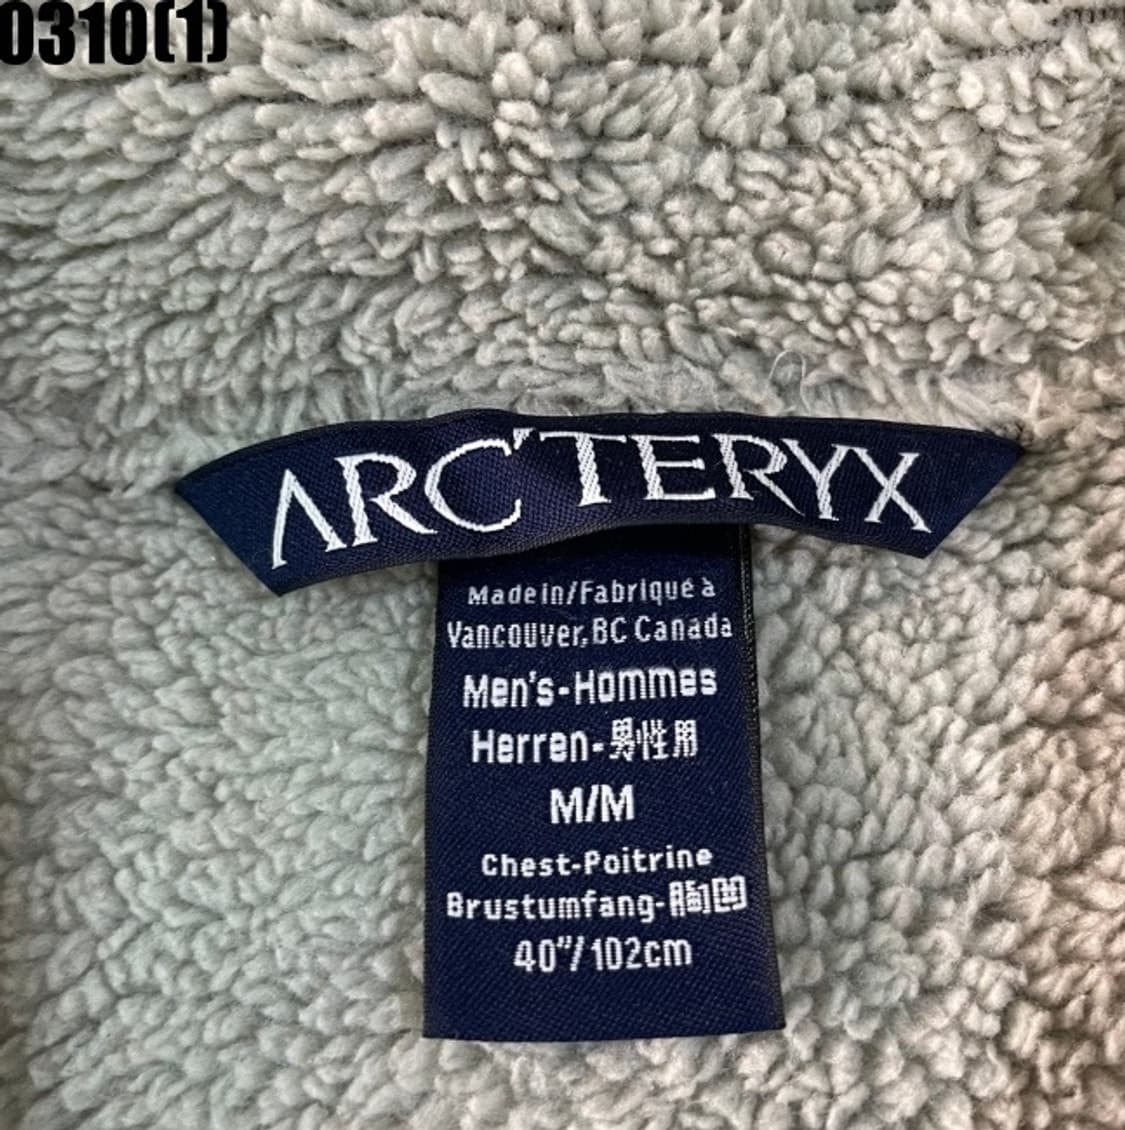 0310(1)
ARC'TERYX
Made in/Fabriqué à
Vancouver, BC Canada
Men's-Hommes
Herren-男性用
M/M
Chest-Poitrine
Brustumfang-胸囲
40"/102cm